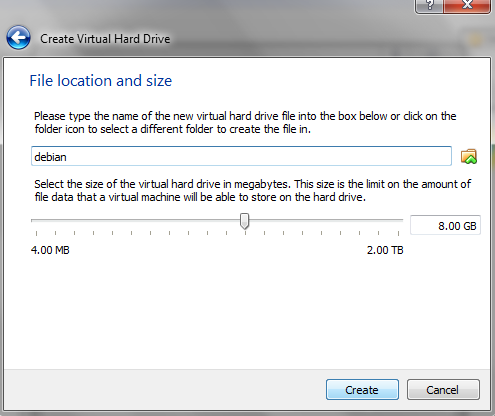 ?
Create Virtual Hard Drive
File location and size
Please type the name of the new virtual hard drive file into the box below or click on the
folder icon to select a different folder to create the file in.
debian
Select the size of the virtual hard drive in megabytes. This size is the limit on the amount of
file data that a virtual machine will be able to store on the hard drive.
8.00 GB
4.00 MB 2.00 TB
Create Cancel